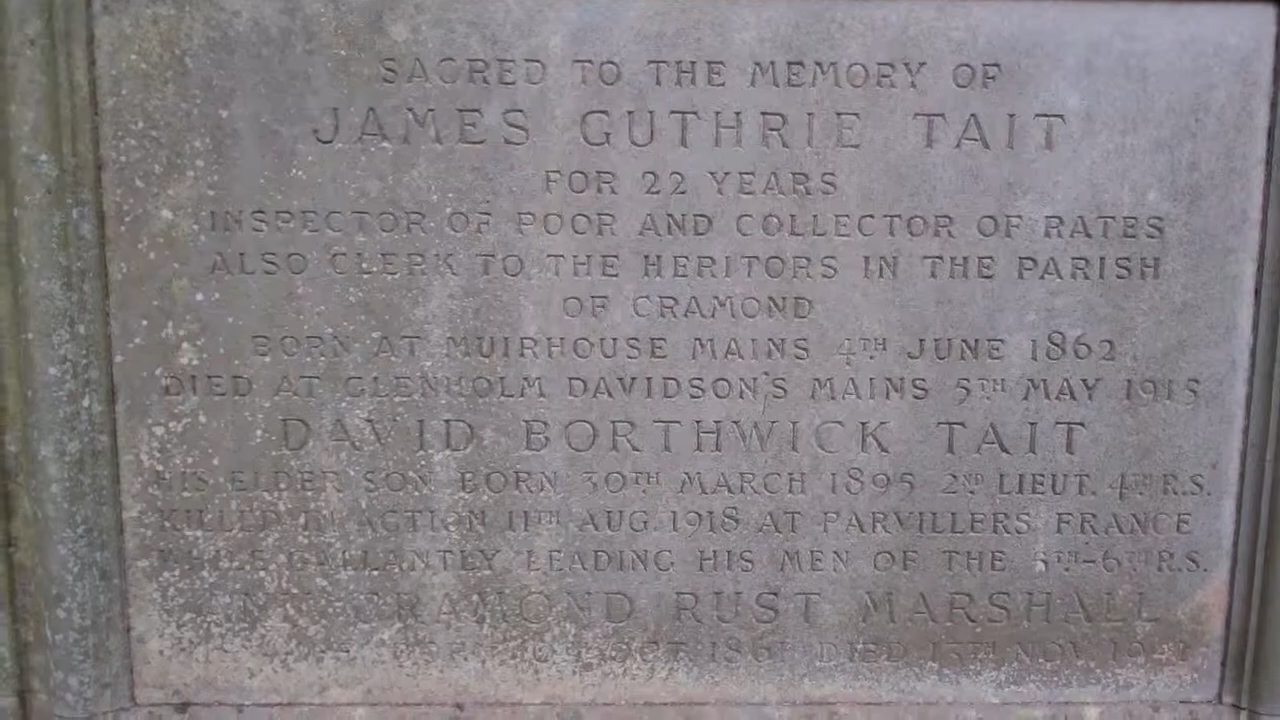 SACRED TO THE MEMORY OF
JAMES GUTHRIE TAIT
FOR 22 YEARS
INSPECTOR OF POOR AND COLLECTOR OF RATES
ALSO CLERK TO THE HERITORS IN THE PARISH
OF CRAMOND
BORN AT MUIRHOUSE MAINS 4TH JUNE 1862
DIED AT GLENHOLM DAVIDSON'S MAINS 5TH MAY 1915
DAVID BORTHWICK TAIT
HIS ELDER SON BORN 30TH MARCH 1895 2ND LIEUT. 4TH R.S.
KILLED IN ACTION 11TH AUG. 1918 AT PARVILLERS FRANCE
WHILE GALLANTLY LEADING HIS MEN OF THE 5TH-6TH R.S.
CRAMOND RUST MARSHALL
OCT DIED 13TH NOV